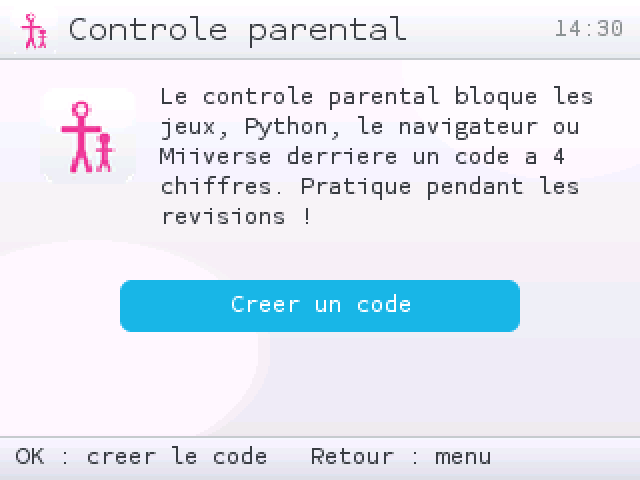 Controle parental
14:30
Le controle parental bloque les
jeux, Python, le navigateur ou
Miiverse derriere un code a 4
chiffres. Pratique pendant les
revisions !
Creer un code
OK : creer le code   Retour : menu